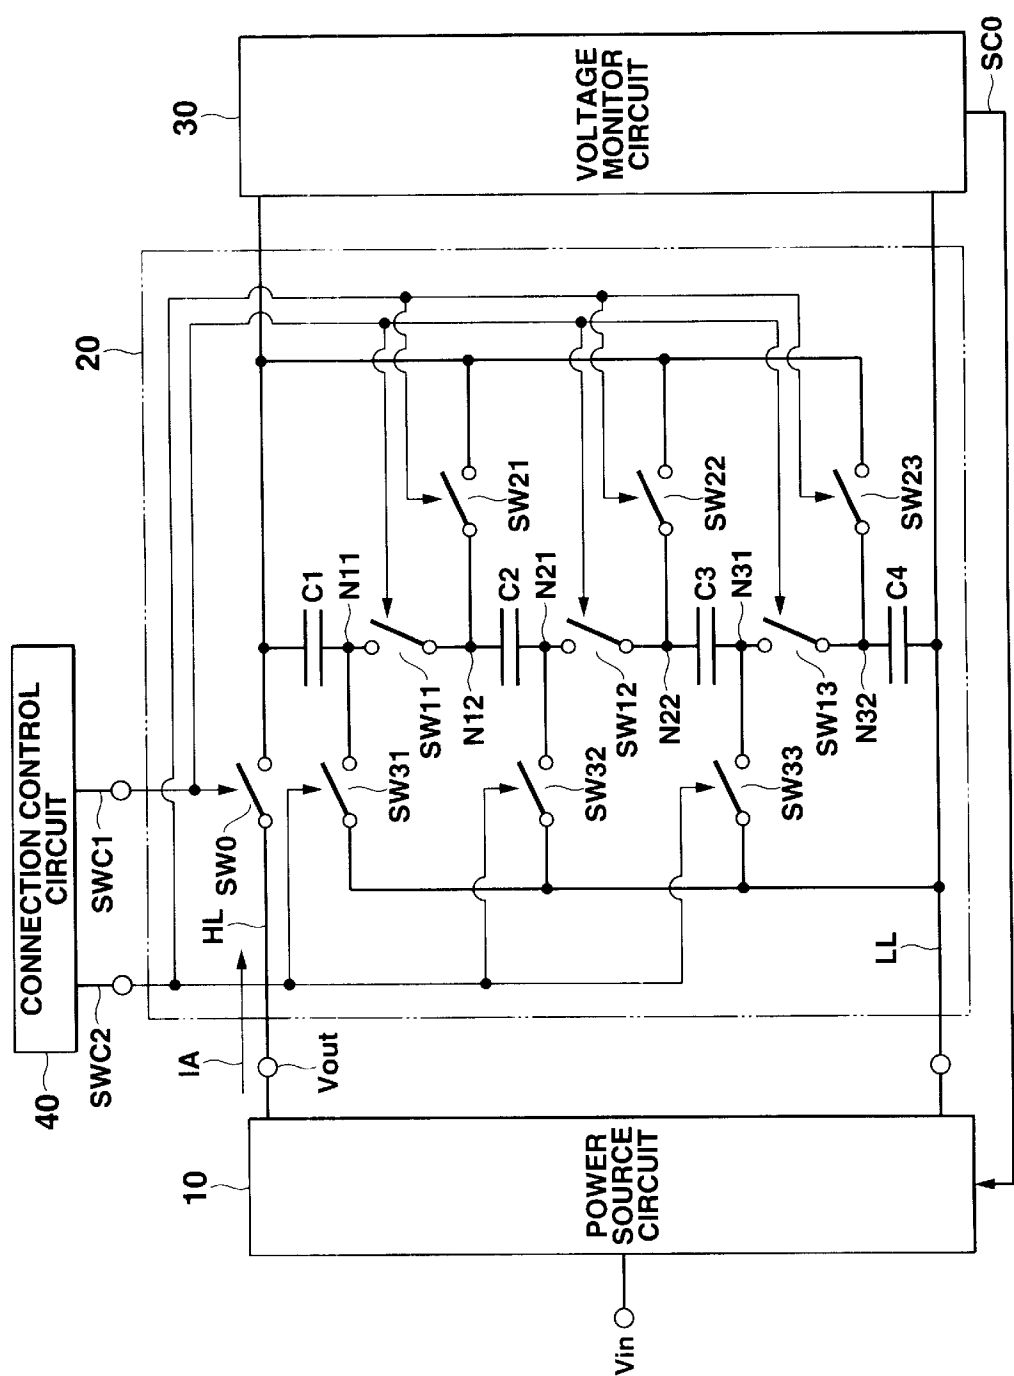 CONNECTION CONTROL
CIRCUIT
40
SWC2
SWC1
20
30
10
IA
HL
SW0
Vout
C1
N11
SW31
SW11
N12
SW21
C2
N21
SW32
SW12
N22
SW22
C3
N31
SW33
SW13
N32
SW23
C4
LL
Vin
POWER
SOURCE
CIRCUIT
VOLTAGE
MONITOR
CIRCUIT
SC0